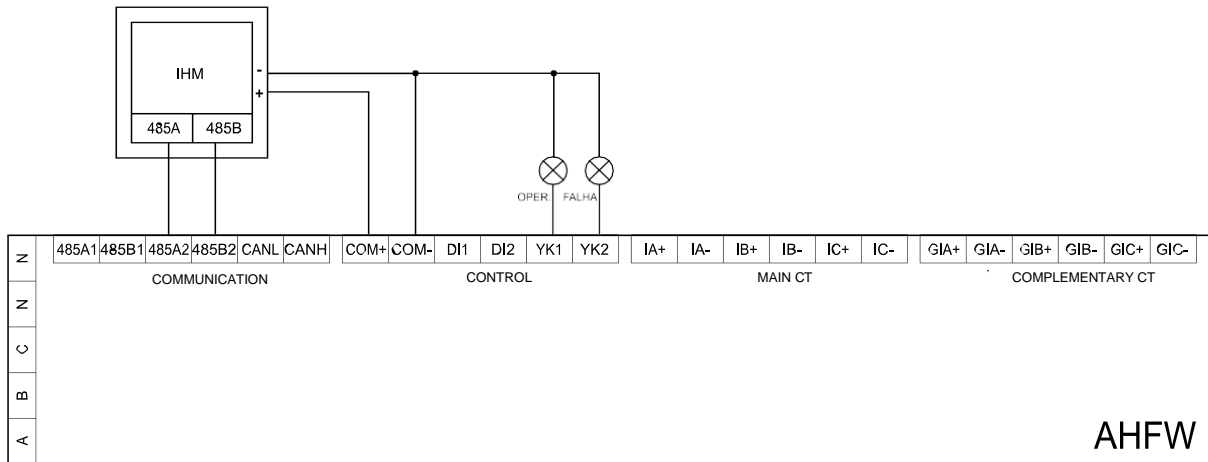 IHM
-
+
485A 485B
OPER. FALHA
485A1 485B1 485A2 485B2 CANL CANH COM+ COM- DI1 DI2 YK1 YK2 IA+ IA- IB+ IB- IC+ IC- GIA+ GIA- GIB+ GIB- GIC+ GIC-
COMMUNICATION CONTROL MAIN CT COMPLEMENTARY CT
N
N
C
B
A
AHFW